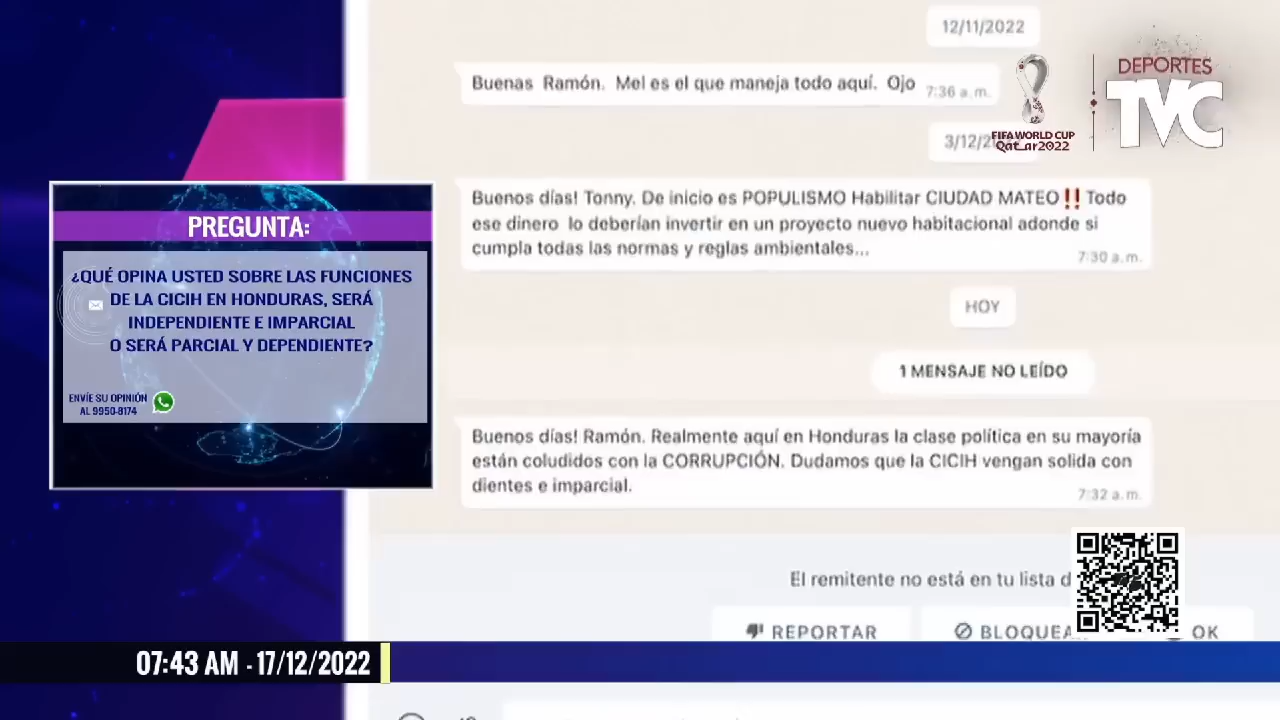 12/11/2022
Buenas Ramón. Mel es el que maneja todo aquí. Ojo
7:36 a.m.
DEPORTES
TVC
FIFA WORLD CUP
Qatar2022
3/12/2
Buenos días! Tonny. De inicio es POPULISMO Habilitar CIUDAD MATEO‼️ Todo
ese dinero lo deberían invertir en un proyecto nuevo habitacional adonde si
cumpla todas las normas y reglas ambientales...
7:30 a.m.
HOY
1 MENSAJE NO LEÍDO
Buenos días! Ramón. Realmente aquí en Honduras la clase política en su mayoría
están coludidos con la CORRUPCIÓN. Dudamos que la CICIH vengan solida con
dientes e imparcial.
7:32 a.m.
El remitente no está en tu lista d
REPORTAR
BLOQUEA
OK
PREGUNTA:
¿QUÉ OPINA USTED SOBRE LAS FUNCIONES
DE LA CICIH EN HONDURAS, SERÁ
INDEPENDIENTE E IMPARCIAL
O SERÁ PARCIAL Y DEPENDIENTE?
ENVÍE SU OPINIÓN
AL 9950-8174
07:43 AM - 17/12/2022